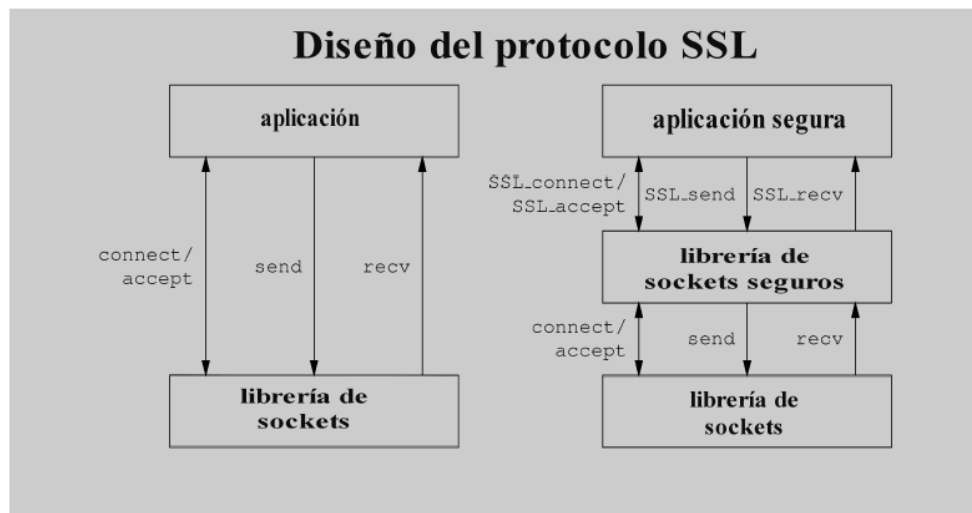 Diseño del protocolo SSL
aplicación
connect/
accept
send
recv
librería de
sockets
aplicación segura
SSL_connect/
SSL_accept
SSL_send
SSL_recv
librería de
sockets seguros
connect/
accept
send
recv
librería de
sockets